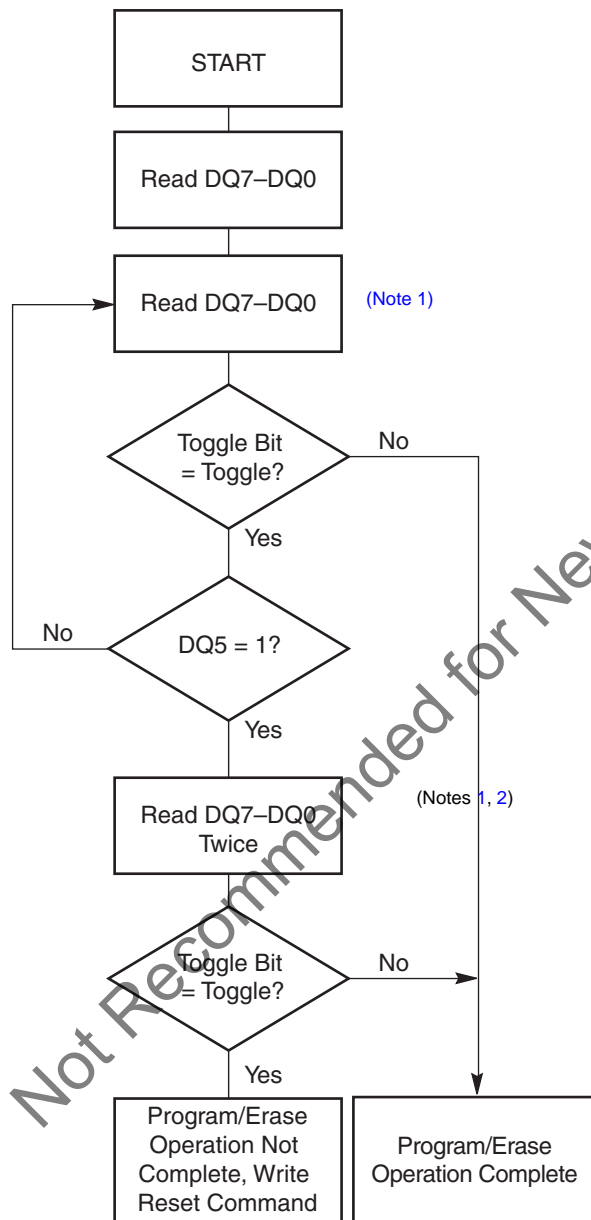 START
Read DQ7–DQ0
Read DQ7–DQ0
(Note 1)
Toggle Bit
= Toggle?
No
Yes
No
DQ5 = 1?
Yes
Read DQ7–DQ0
Twice
(Notes 1, 2)
Toggle Bit
= Toggle?
No
Yes
Program/Erase
Operation Not
Complete, Write
Reset Command
Program/Erase
Operation Complete
Not Recommended for New